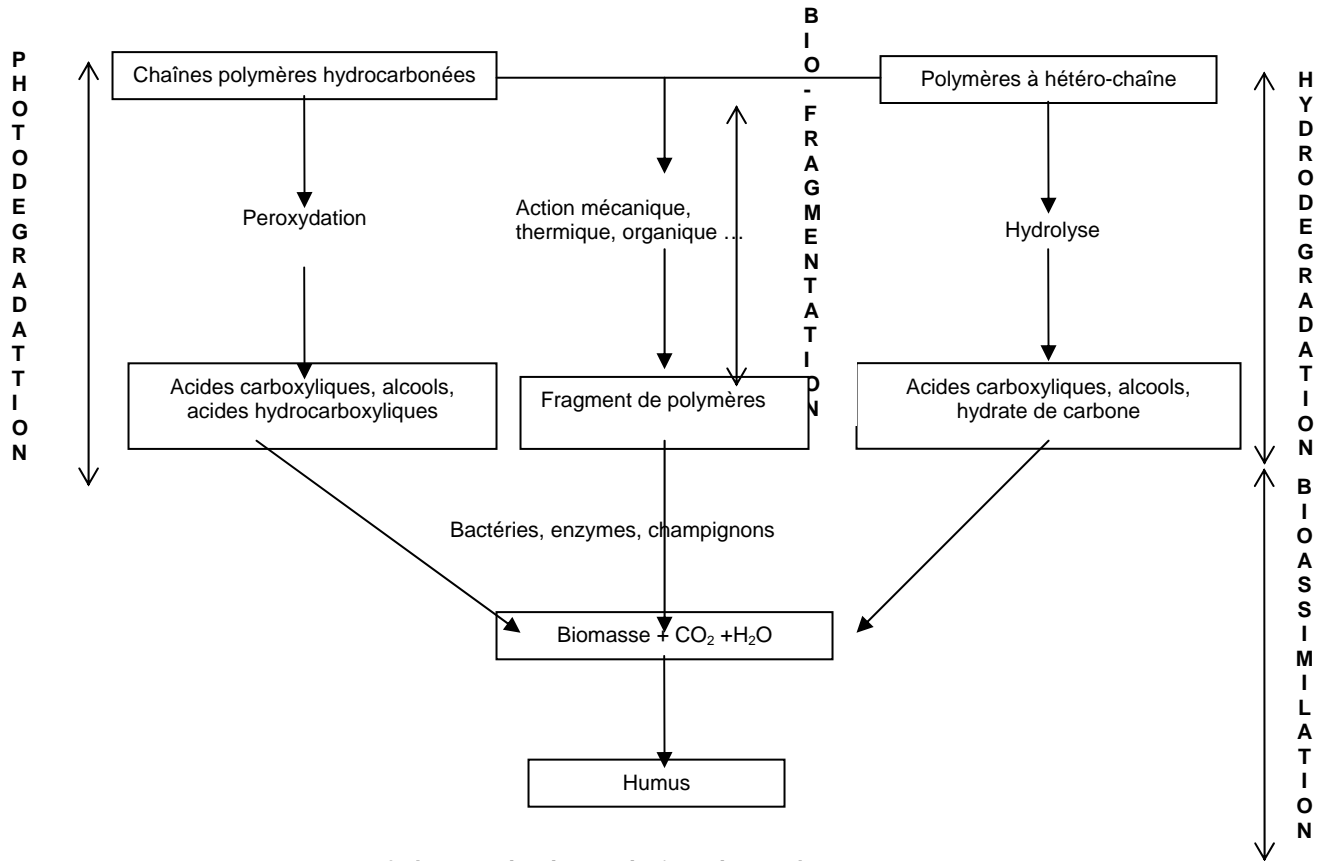 PHOTODEGRADATTION
BIO-FRAGMENTATION
HYDRODEGRADATION
BIOASSIMILATION
Chaînes polymères hydrocarbonées
Polymères à hétéro-chaîne
Peroxydation
Action mécanique,
thermique, organique …
Hydrolyse
Acides carboxyliques, alcools,
acides hydrocarboxyliques
Fragment de polymères
Acides carboxyliques, alcools,
hydrate de carbone
Bactéries, enzymes, champignons
Biomasse + CO₂ +H₂O
Humus